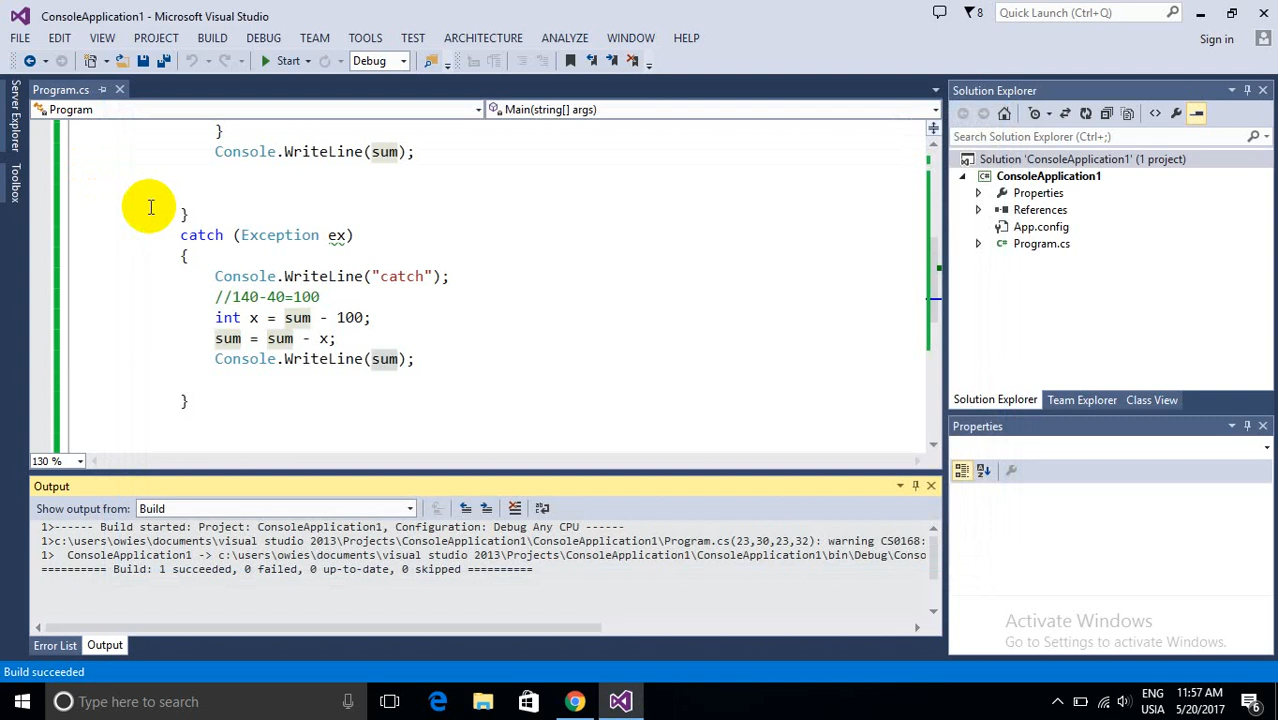 ConsoleApplication1 - Microsoft Visual Studio
8
Quick Launch (Ctrl+Q)
FILE EDIT VIEW PROJECT BUILD DEBUG TEAM TOOLS TEST ARCHITECTURE ANALYZE WINDOW HELP
Sign in
Start
Debug
Server Explorer
Toolbox
Program.cs
Program
Main(string[] args)
}
Console.WriteLine(sum);
}
catch (Exception ex)
{
Console.WriteLine("catch");
//140-40=100
int x = sum - 100;
sum = sum - x;
Console.WriteLine(sum);
}
130 %
Output
Show output from: Build
1>------ Build started: Project: ConsoleApplication1, Configuration: Debug Any CPU ------
1>c:\users\owies\documents\visual studio 2013\Projects\ConsoleApplication1\ConsoleApplication1\Program.cs(23,30,23,32): warning CS0168:
1>  ConsoleApplication1 -> c:\users\owies\documents\visual studio 2013\Projects\ConsoleApplication1\ConsoleApplication1\bin\Debug\Conso
========== Build: 1 succeeded, 0 failed, 0 up-to-date, 0 skipped ==========
Error List Output
Solution Explorer
Search Solution Explorer (Ctrl+;)
Solution 'ConsoleApplication1' (1 project)
ConsoleApplication1
Properties
References
App.config
Program.cs
Solution Explorer Team Explorer Class View
Properties
Activate Windows
Go to Settings to activate Windows.
Build succeeded
Type here to search
ENG
USIA
11:57 AM
5/20/2017
6